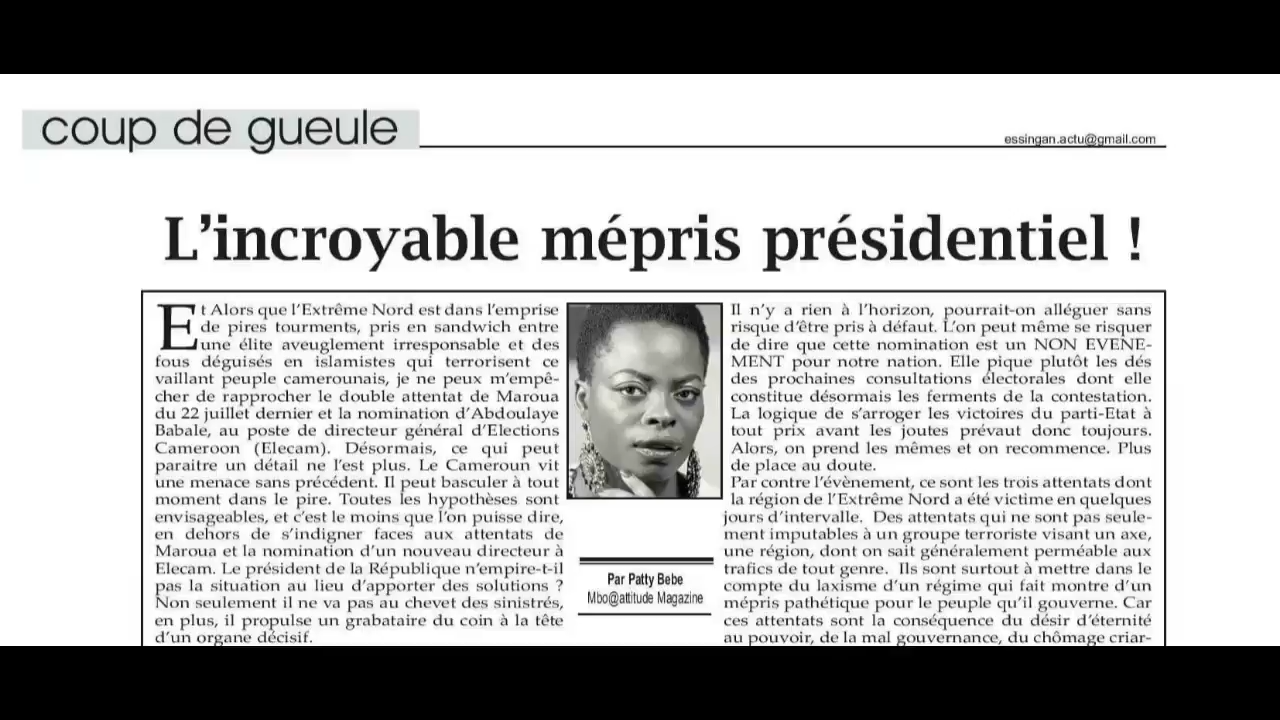 coup de gueule
essingan.actu@gmail.com
L'incroyable mépris présidentiel !
Et Alors que l'Extrême Nord est dans l'emprise
de pires tourments, pris en sandwich entre
une élite aveuglement irresponsable et des
fous déguisés en islamistes qui terrorisent ce
vaillant peuple camerounais, je ne peux m'empê-
cher de rapprocher le double attentat de Maroua
du 22 juillet dernier et la nomination d'Abdoulaye
Babale, au poste de directeur général d'Elections
Cameroon (Elecam). Désormais, ce qui peut
paraitre un détail ne l'est plus. Le Cameroun vit
une menace sans précédent. Il peut basculer à tout
moment dans le pire. Toutes les hypothèses sont
envisageables, et c'est le moins que l'on puisse dire,
en dehors de s'indigner faces aux attentats de
Maroua et la nomination d'un nouveau directeur à
Elecam. Le président de la République n'empire-t-il
pas la situation au lieu d'apporter des solutions ?
Non seulement il ne va pas au chevet des sinistrés,
en plus, il propulse un grabataire du coin à la tête
d'un organe décisif.
Par Patty Bebe
Mbo@attitude Magazine
Il n'y a rien à l'horizon, pourrait-on alléguer sans
risque d'être pris à défaut. L'on peut même se risquer
de dire que cette nomination est un NON EVENE-
MENT pour notre nation. Elle pique plutôt les dés
des prochaines consultations électorales dont elle
constitue désormais les ferments de la contestation.
La logique de s'arroger les victoires du parti-Etat à
tout prix avant les joutes prévaut donc toujours.
Alors, on prend les mêmes et on recommence. Plus
de place au doute.
Par contre l'évènement, ce sont les trois attentats dont
la région de l'Extrême Nord a été victime en quelques
jours d'intervalle. Des attentats qui ne sont pas seule-
ment imputables à un groupe terroriste visant un axe,
une région, dont on sait généralement perméable aux
trafics de tout genre. Ils sont surtout à mettre dans le
compte du laxisme d'un régime qui fait montre d'un
mépris pathétique pour le peuple qu'il gouverne. Car
ces attentats sont la conséquence du désir d'éternité
au pouvoir, de la mal gouvernance, du chômage criar-